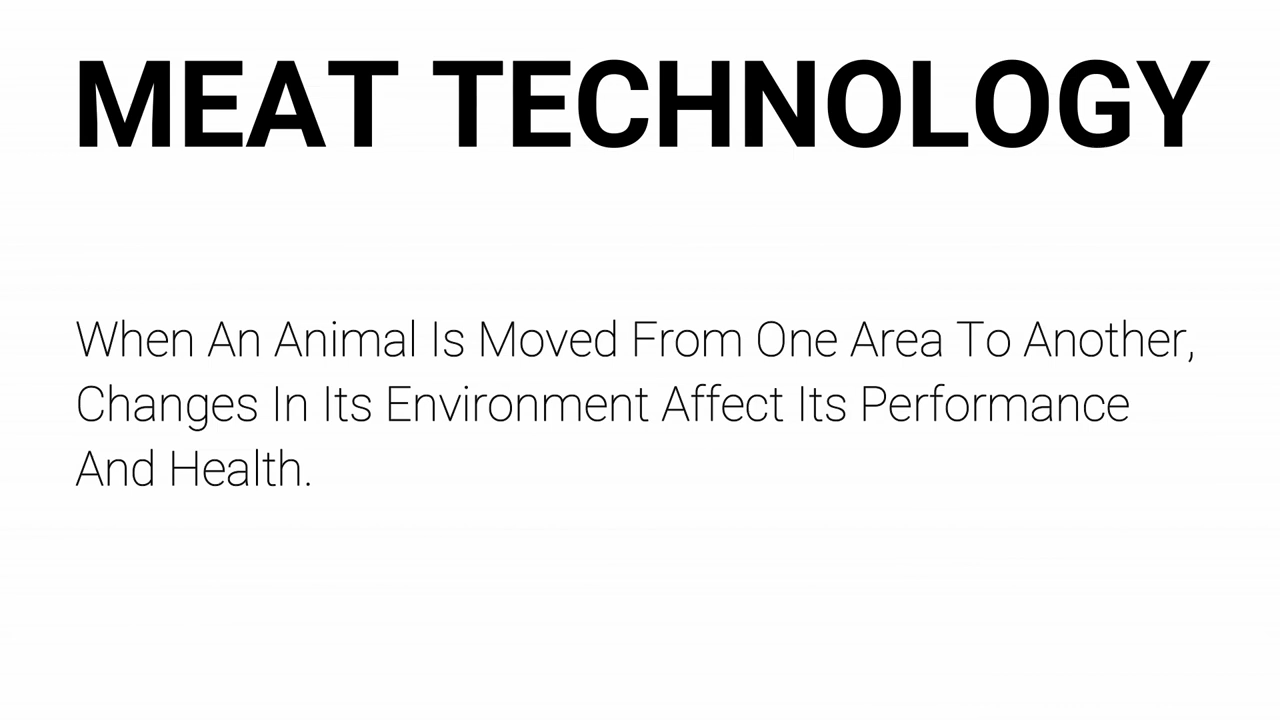 MEAT TECHNOLOGY
When An Animal Is Moved From One Area To Another,
Changes In Its Environment Affect Its Performance
And Health.